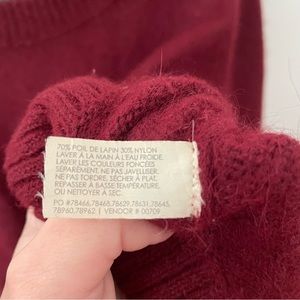 70% POIL DE LAPIN 30% NYLON
LAVER À LA MAIN À L'EAU FROIDE.
LAVER LES COULEURS FONCÉES
SÉPARÉMENT. NE PAS JAVELLISER.
NE PAS TORDRE. SÉCHER À PLAT.
REPASSER À BASSE TEMPÉRATURE
OU NETTOYER À SEC.
PO #78466,78468,78629,78631,78645,
78960,78962 | VENDOR # 00709